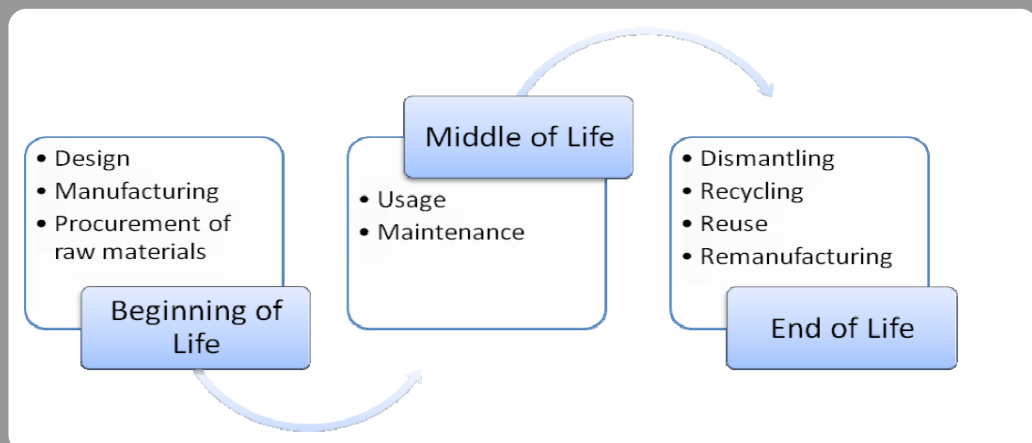 • Design
• Manufacturing
• Procurement of
raw materials
Beginning of
Life
Middle of Life
• Usage
• Maintenance
• Dismantling
• Recycling
• Reuse
• Remanufacturing
End of Life